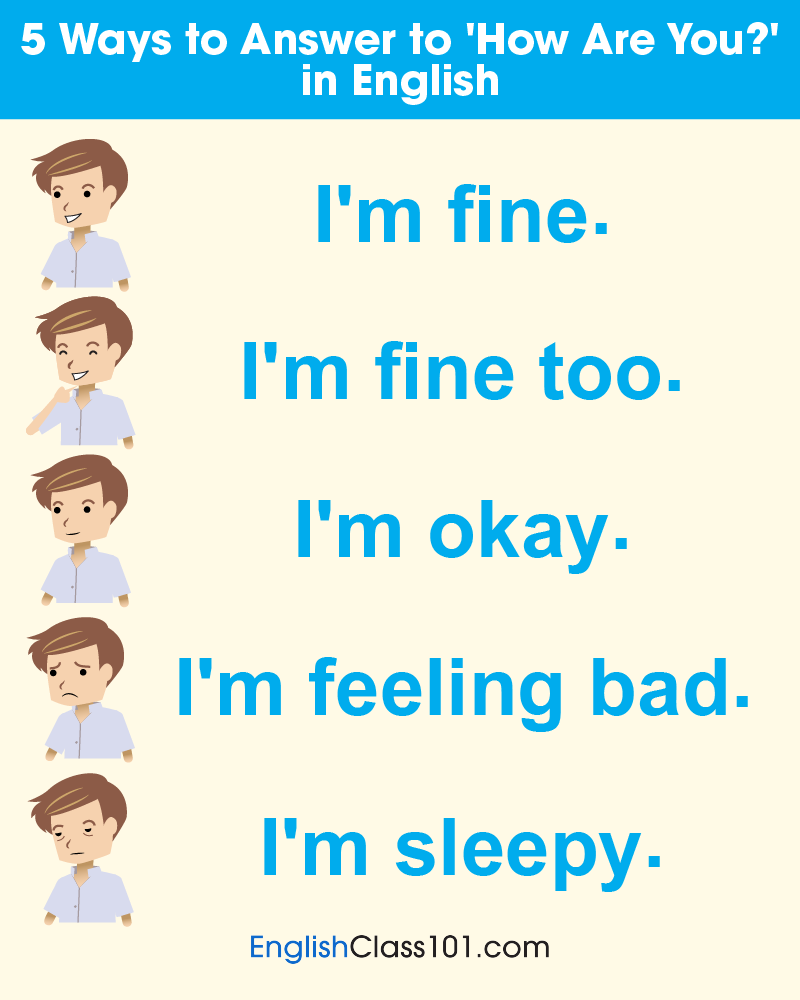 5 Ways to Answer to 'How Are You?'
in English
I'm fine.
I'm fine too.
I'm okay.
I'm feeling bad.
I'm sleepy.
EnglishClass101.com